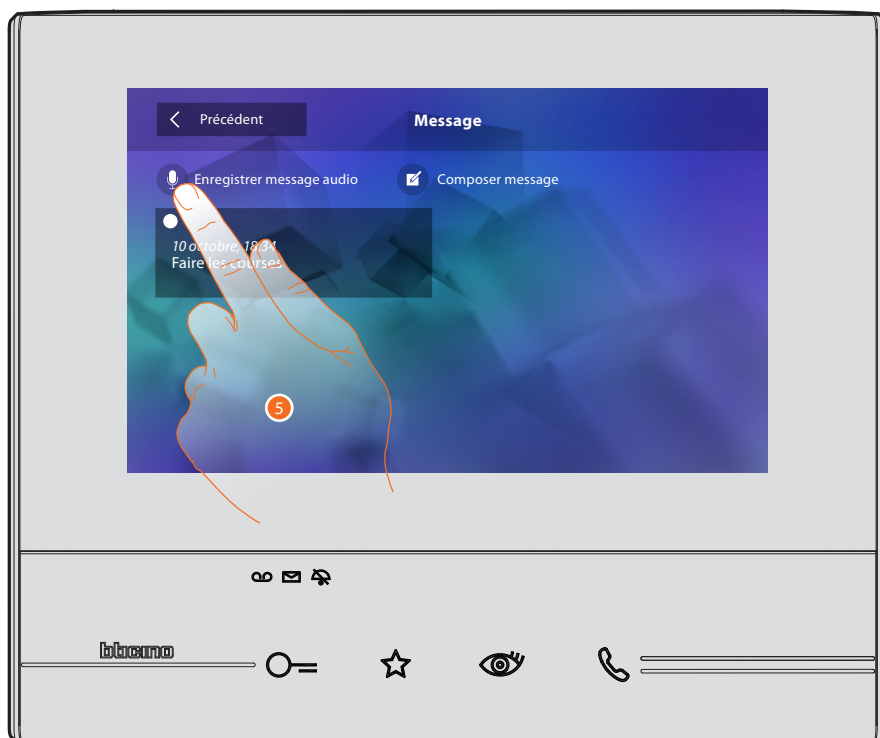 Précédent
Message
Enregistrer message audio
Composer message
10 octobre, 18:34
Faire les courses
5
bticino